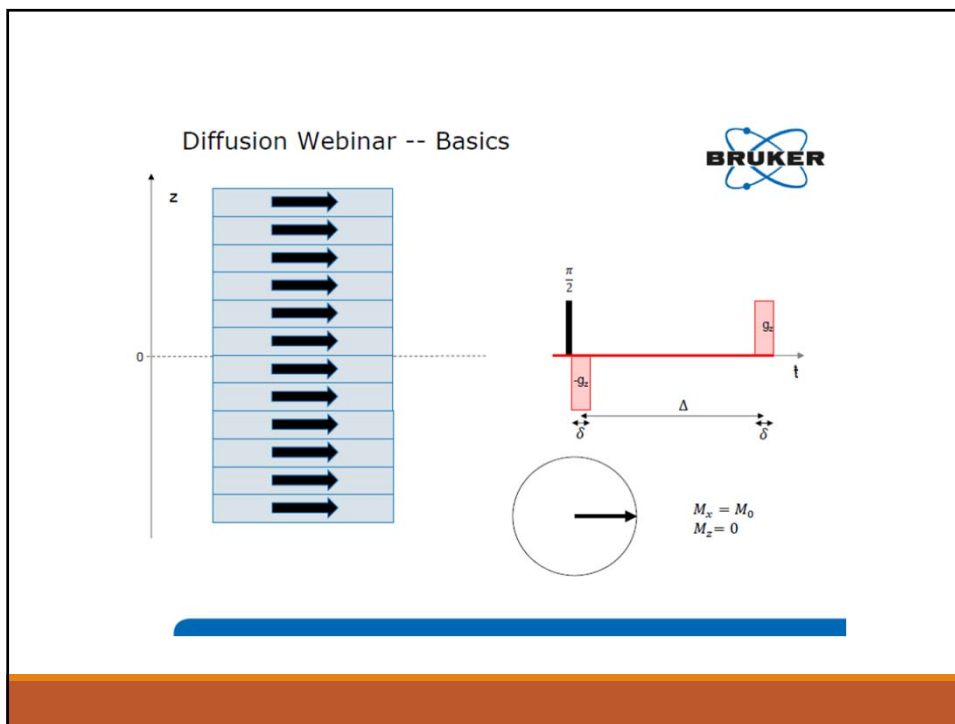 Diffusion Webinar -- Basics
BRUKER
z
0
π/2
g_z
-g_z
t
Δ
δ δ
M_x = M_0
M_z= 0